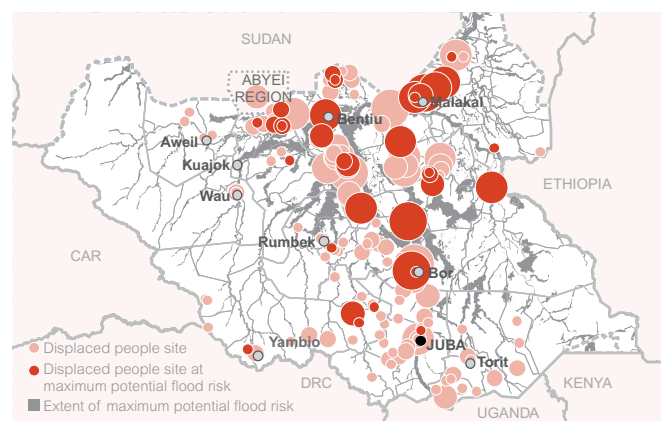 SUDAN
ABYEI
REGION
Malakal
Bentiu
Aweil
Kuajok
ETHIOPIA
Wau
Rumbek
CAR
Bor
Yambio
JUBA
Torit
Displaced people site
Displaced people site at
maximum potential flood risk
Extent of maximum potential flood risk
DRC
KENYA
UGANDA